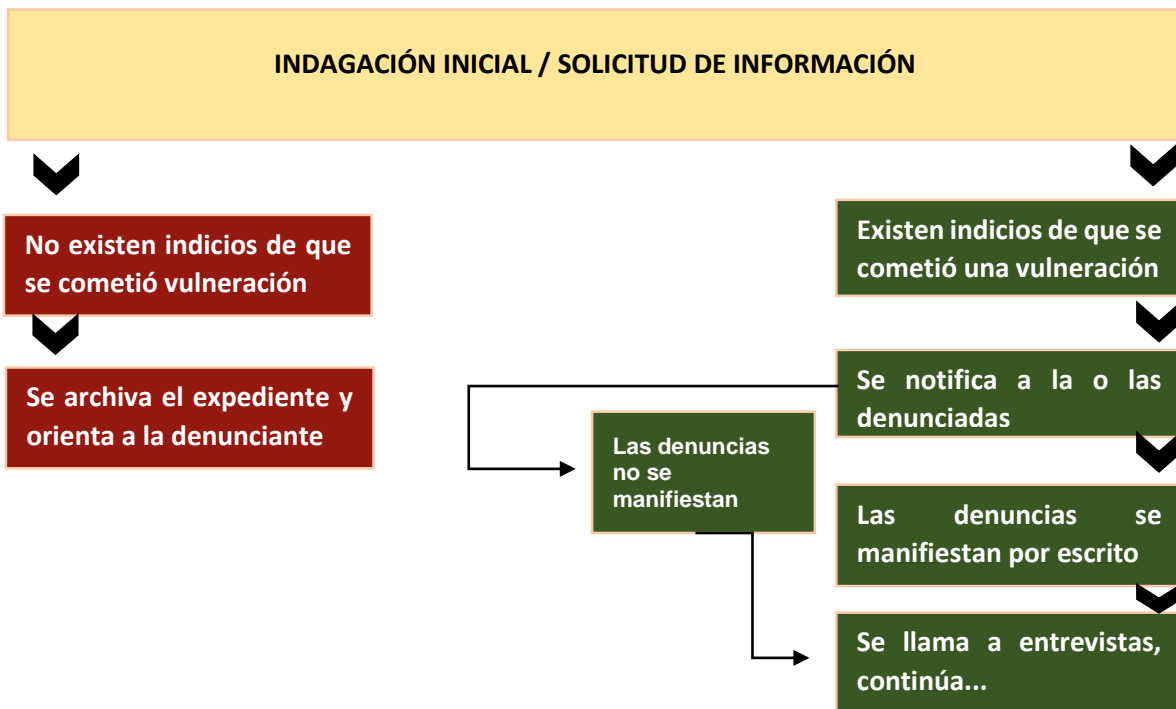 INDAGACIÓN INICIAL / SOLICITUD DE INFORMACIÓN
No existen indicios de que
se cometió vulneración
Se archiva el expediente y
orienta a la denunciante
Existen indicios de que se
cometió una vulneración
Se notifica a la o las
denunciadas
Las denuncias
no se
manifiestan
Las denuncias se
manifiestan por escrito
Se llama a entrevistas,
continúa...